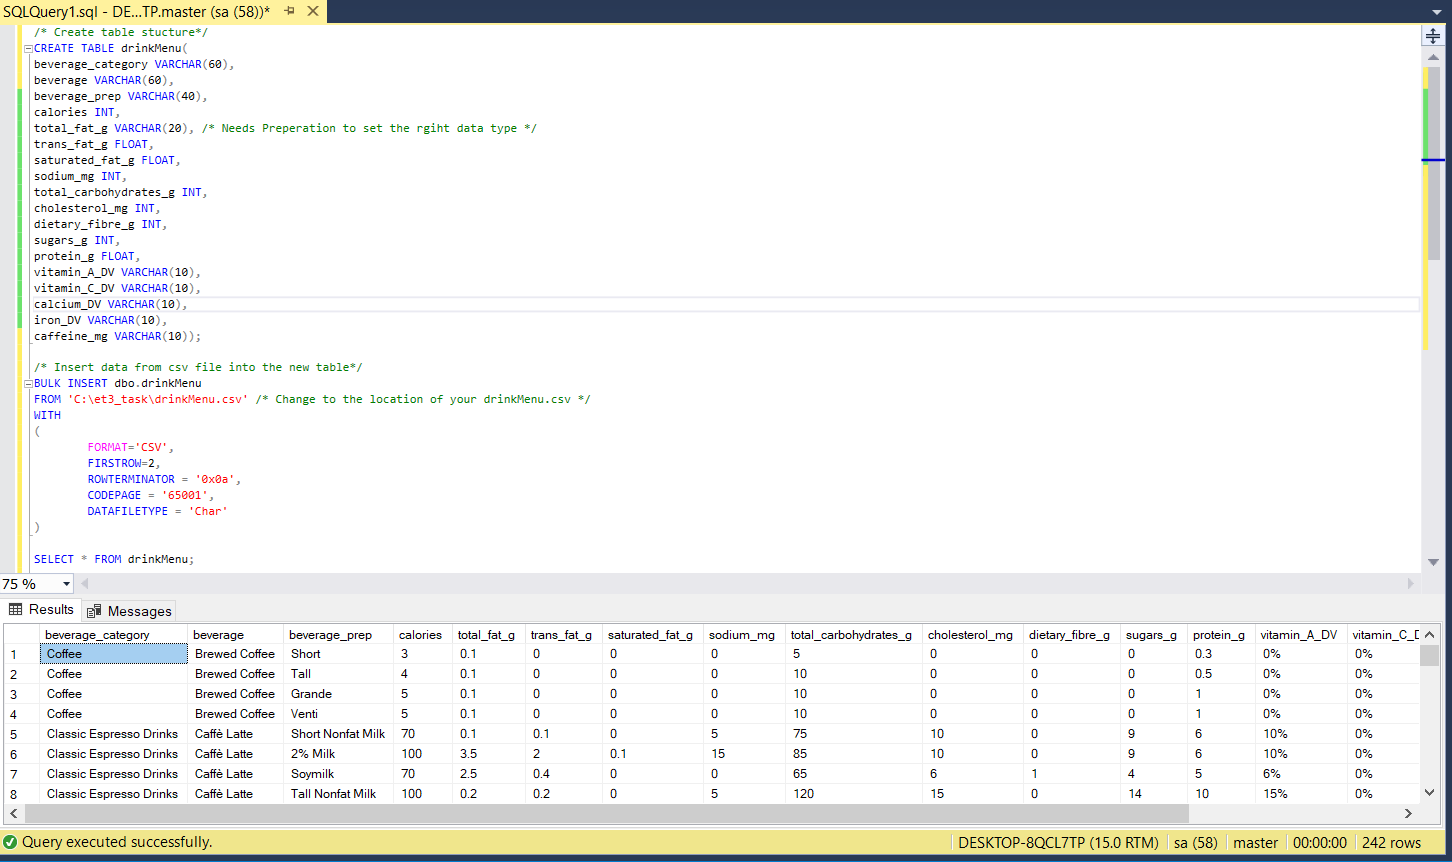 SQLQuery1.sql - DE...TP.master (sa (58))*
/* Create table stucture*/
CREATE TABLE drinkMenu(
beverage_category VARCHAR(60),
beverage VARCHAR(60),
beverage_prep VARCHAR(40),
calories INT,
total_fat_g VARCHAR(20), /* Needs Preperation to set the rgiht data type */
trans_fat_g FLOAT,
saturated_fat_g FLOAT,
sodium_mg INT,
total_carbohydrates_g INT,
cholesterol_mg INT,
dietary_fibre_g INT,
sugars_g INT,
protein_g FLOAT,
vitamin_A_DV VARCHAR(10),
vitamin_C_DV VARCHAR(10),
calcium_DV VARCHAR(10),
iron_DV VARCHAR(10),
caffeine_mg VARCHAR(10));
/* Insert data from csv file into the new table*/
BULK INSERT dbo.drinkMenu
FROM 'C:\et3_task\drinkMenu.csv' /* Change to the location of your drinkMenu.csv */
WITH
(
FORMAT='CSV',
FIRSTROW=2,
ROWTERMINATOR = '0x0a',
CODEPAGE = '65001',
DATAFILETYPE = 'Char'
)
SELECT * FROM drinkMenu;
75 %
Results Messages
beverage_category beverage beverage_prep calories total_fat_g trans_fat_g saturated_fat_g sodium_mg total_carbohydrates_g cholesterol_mg dietary_fibre_g sugars_g protein_g vitamin_A_DV vitamin_C_D
1 Coffee Brewed Coffee Short 3 0.1 0 0 0 5 0 0 0 0.3 0% 0%
2 Coffee Brewed Coffee Tall 4 0.1 0 0 0 10 0 0 0 0.5 0% 0%
3 Coffee Brewed Coffee Grande 5 0.1 0 0 0 10 0 0 0 1 0% 0%
4 Coffee Brewed Coffee Venti 5 0.1 0 0 0 10 0 0 0 1 0% 0%
5 Classic Espresso Drinks Caffè Latte Short Nonfat Milk 70 0.1 0.1 0 5 75 10 0 9 6 10% 0%
6 Classic Espresso Drinks Caffè Latte 2% Milk 100 3.5 2 0.1 15 85 10 0 9 6 10% 0%
7 Classic Espresso Drinks Caffè Latte Soymilk 70 2.5 0.4 0 0 65 6 1 4 5 6% 0%
8 Classic Espresso Drinks Caffè Latte Tall Nonfat Milk 100 0.2 0.2 0 5 120 15 0 14 10 15% 0%
Query executed successfully. DESKTOP-8QCL7TP (15.0 RTM) sa (58) master 00:00:00 242 rows